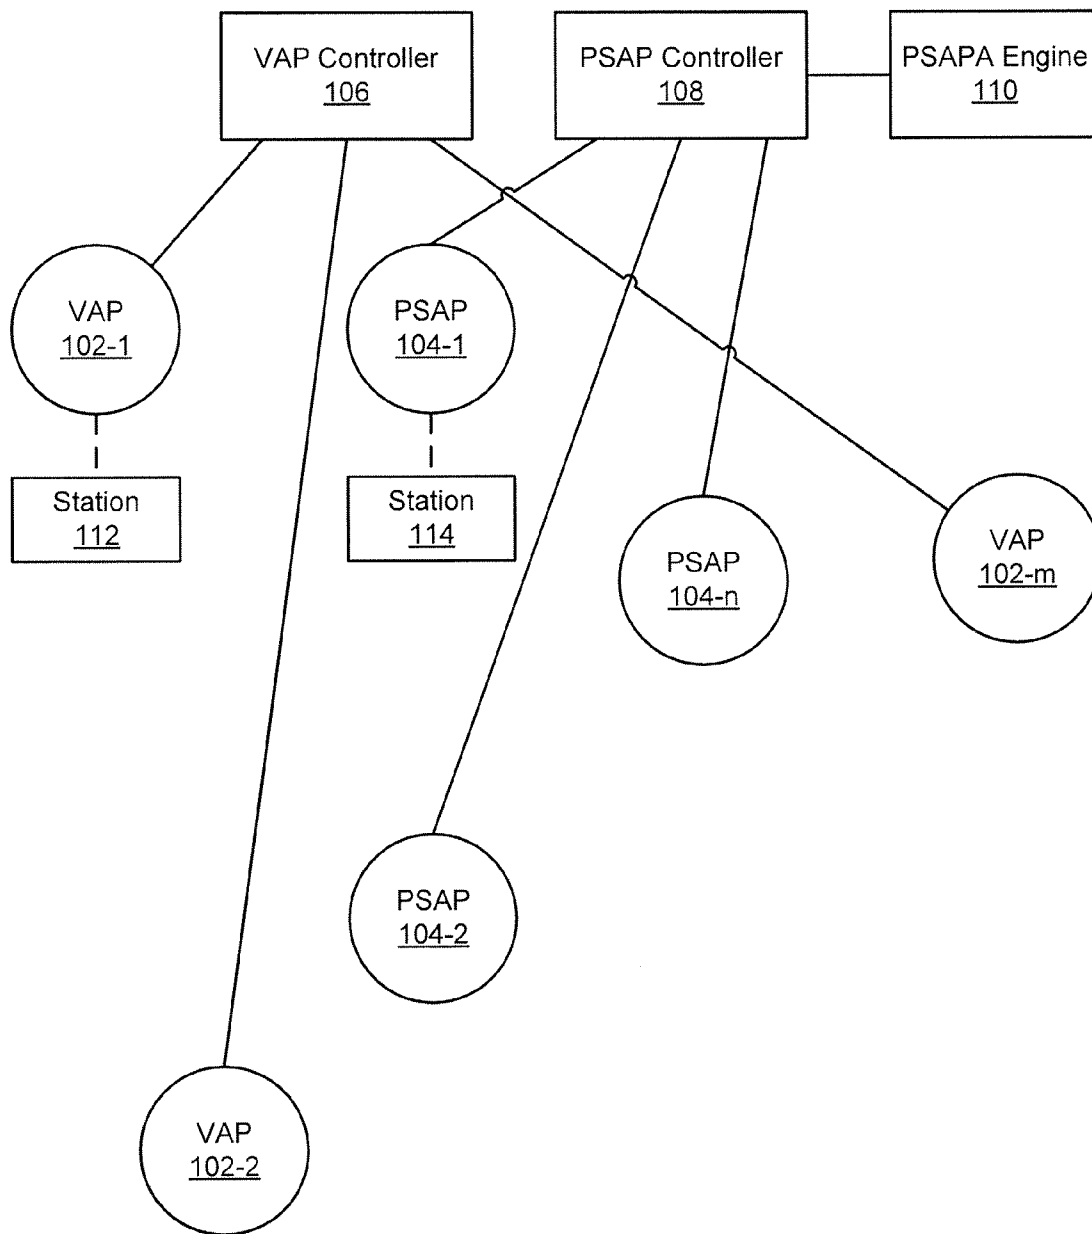 VAP Controller
106
PSAP Controller
108
PSAPA Engine
110
VAP
102-1
PSAP
104-1
Station
112
Station
114
PSAP
104-n
VAP
102-m
PSAP
104-2
VAP
102-2